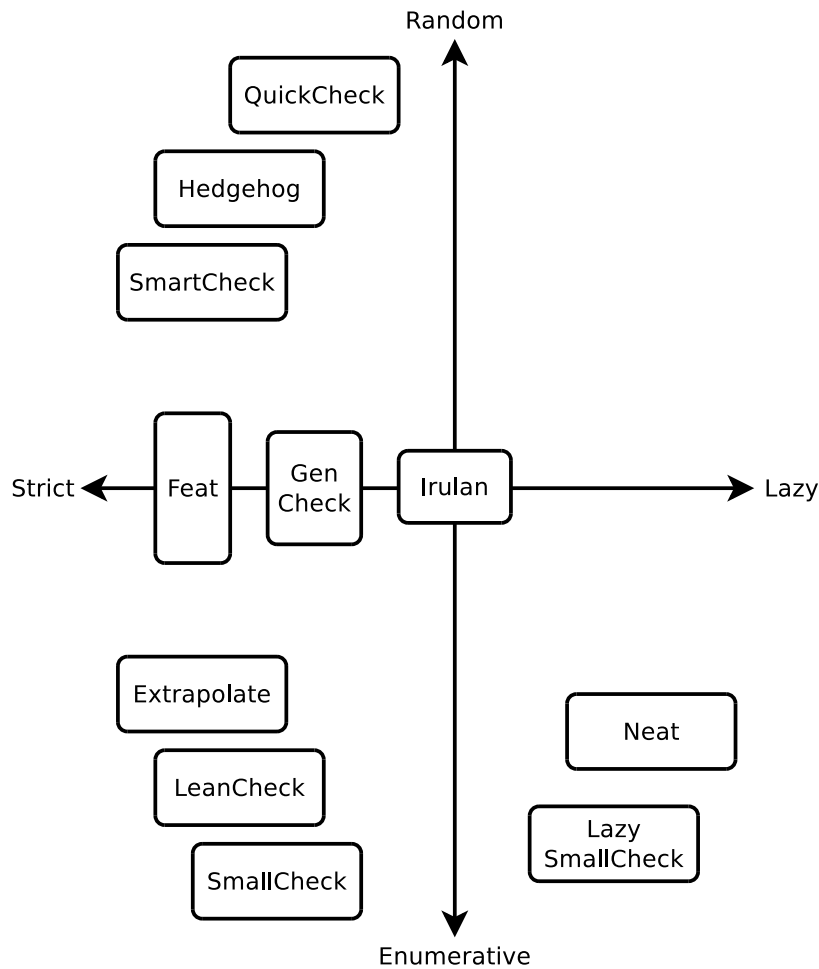 Random
QuickCheck
Hedgehog
SmartCheck
Strict
Feat
Gen
Check
Irulan
Lazy
Extrapolate
Neat
LeanCheck
Lazy
SmallCheck
SmallCheck
Enumerative